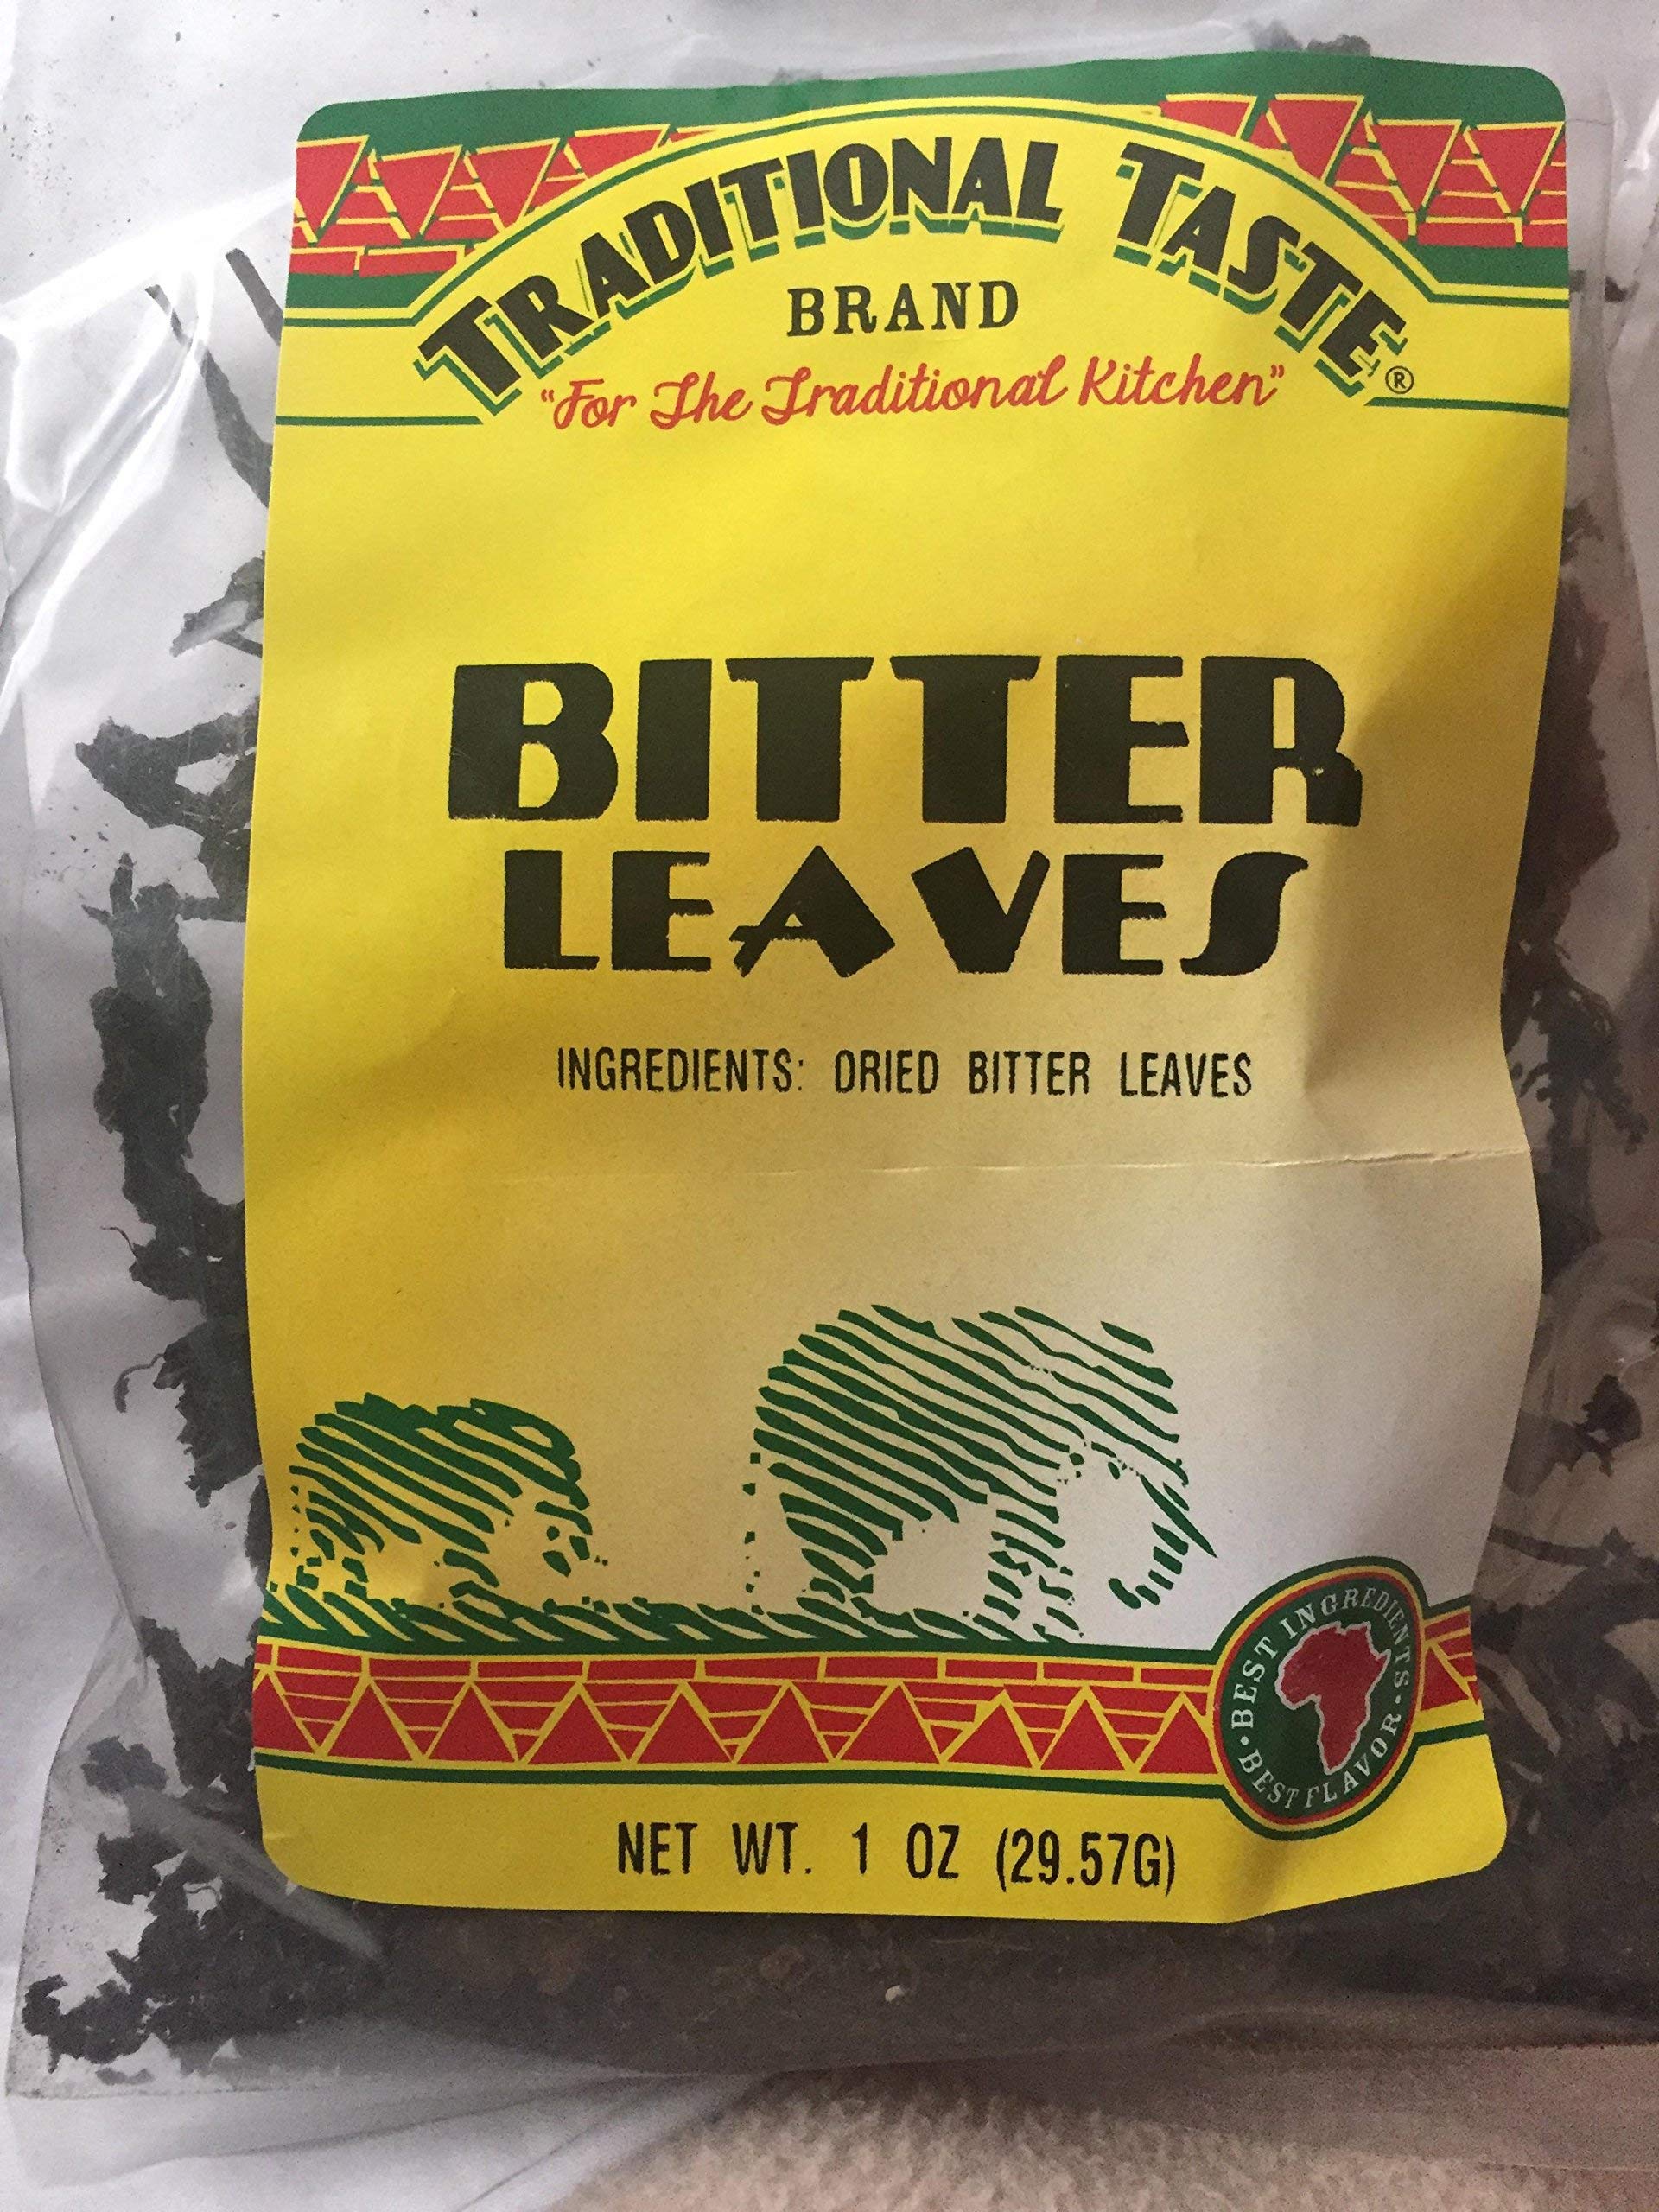 TRADITIONAL TASTE®
BRAND
"For The Traditional Kitchen"
BITTER
LEAVES
INGREDIENTS: DRIED BITTER LEAVES
• BEST INGREDIENTS • BEST FLAVOR
NET WT. 1 OZ (29.57G)